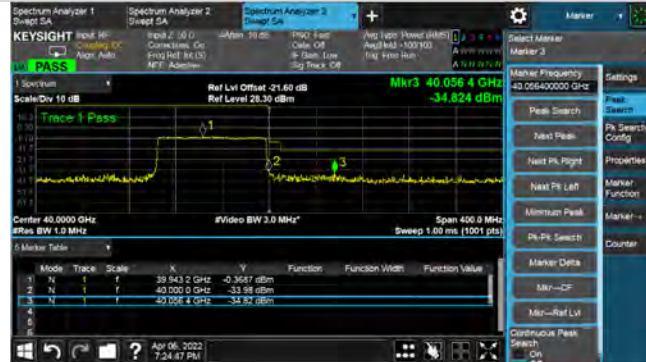 Spectrum Analyzer 1
Swept SA
Spectrum Analyzer 2
Swept SA
Spectrum Analyzer 3
Swept SA
+
Marker
KEYSIGHT
Input: RF
Coupling: DC
Align: Auto
Corrections: On
Freq Ref: Int (S)
NFE: Adaptive
PNO: Fast
Gate: Off
IF Gain: Low
Sig Track: Off
Avg Type: Power (RMS)
Trig: Free Run
PASS
Select Marker
Marker 3
1 Spectrum
Scale/Div 10 dB
Ref Lvl Offset -21.60 dB
Ref Level 28.30 dBm
Mkr3 40.056 4 GHz
-34.824 dBm
Trace 1 Pass
1
2
3
Center 40.0000 GHz
#Res BW 1.0 MHz
#Video BW 3.0 MHz*
Span 400.0 MHz
Sweep 1.00 ms (1001 pts)
5 Marker Table
Mode Trace Scale X Y Function Function Width Function Value
1 N 1 f 39.943 2 GHz -0.3687 dBm
2 N 1 f 40.000 0 GHz -33.98 dBm
3 N 1 f 40.056 4 GHz -34.82 dBm
4
5
6
Marker Frequency
40.056400000 GHz
Peak Search
Next Peak
Next Pk Right
Next Pk Left
Minimum Peak
Pk-Pk Search
Marker Delta
Mkr→CF
Mkr→Ref Lvl
Continuous Peak
Search
On
Settings
Peak
Search
Pk Search
Config
Properties
Marker
Function
Marker→
Counter
?
Apr 06, 2022
7:24:47 PM